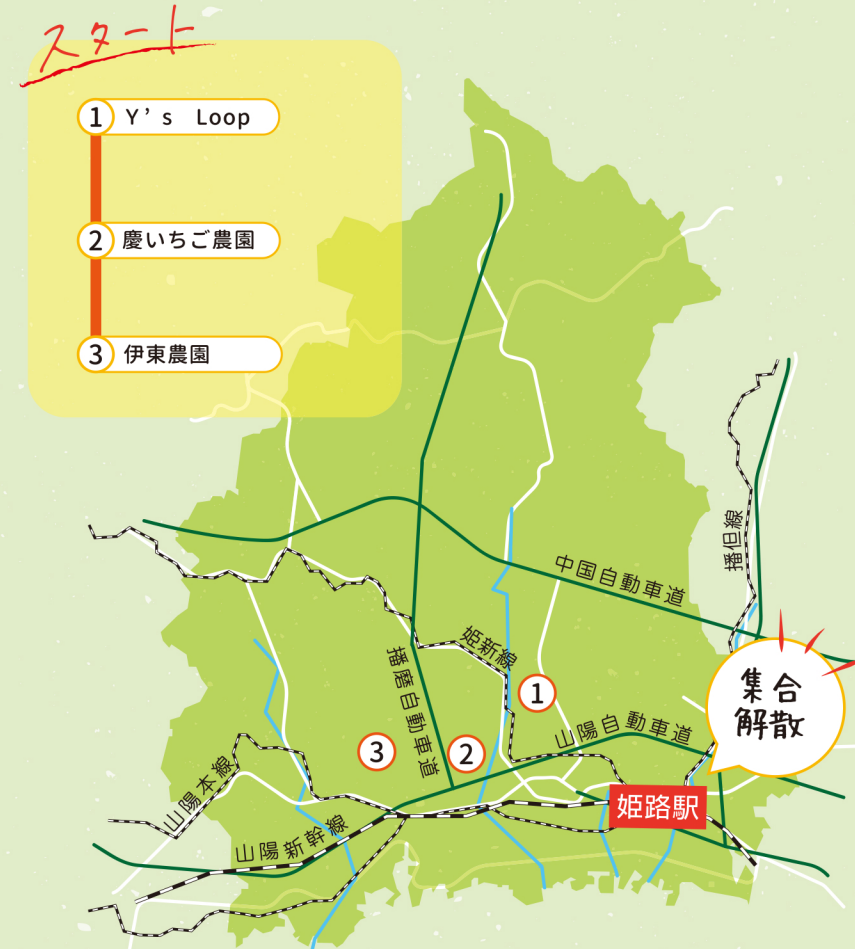 スタート
1 Y’s Loop
2 慶いちご農園
3 伊東農園
播但線
中国自動車道
姫新線
播磨自動車道
1
集合
解散
山陽自動車道
3
2
山陽本線
姫路駅
山陽新幹線